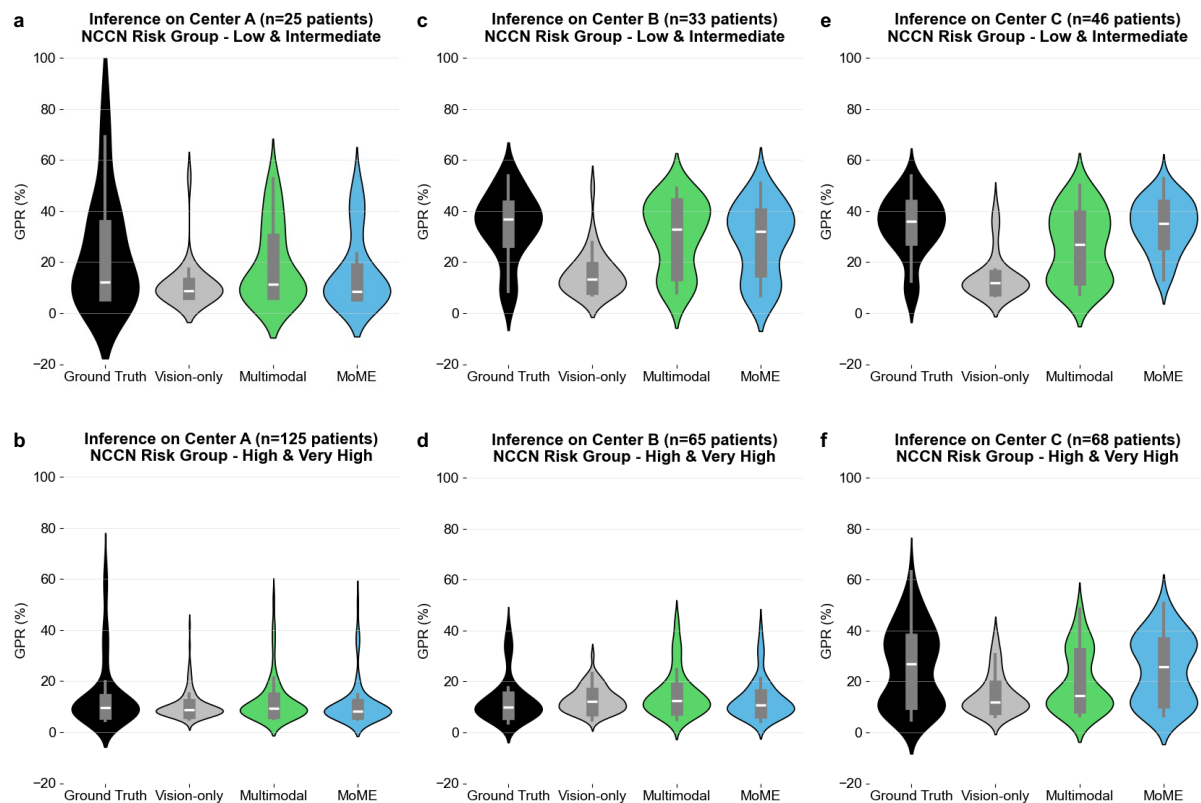 a
Inference on Center A (n=25 patients)
NCCN Risk Group - Low & Intermediate
100
80
60
40
20
0
−20
GPR (%)
Ground Truth Vision-only Multimodal MoME
c
Inference on Center B (n=33 patients)
NCCN Risk Group - Low & Intermediate
100
80
60
40
20
0
−20
GPR (%)
Ground Truth Vision-only Multimodal MoME
e
Inference on Center C (n=46 patients)
NCCN Risk Group - Low & Intermediate
100
80
60
40
20
0
−20
GPR (%)
Ground Truth Vision-only Multimodal MoME
b
Inference on Center A (n=125 patients)
NCCN Risk Group - High & Very High
100
80
60
40
20
0
−20
GPR (%)
Ground Truth Vision-only Multimodal MoME
d
Inference on Center B (n=65 patients)
NCCN Risk Group - High & Very High
100
80
60
40
20
0
−20
GPR (%)
Ground Truth Vision-only Multimodal MoME
f
Inference on Center C (n=68 patients)
NCCN Risk Group - High & Very High
100
80
60
40
20
0
−20
GPR (%)
Ground Truth Vision-only Multimodal MoME